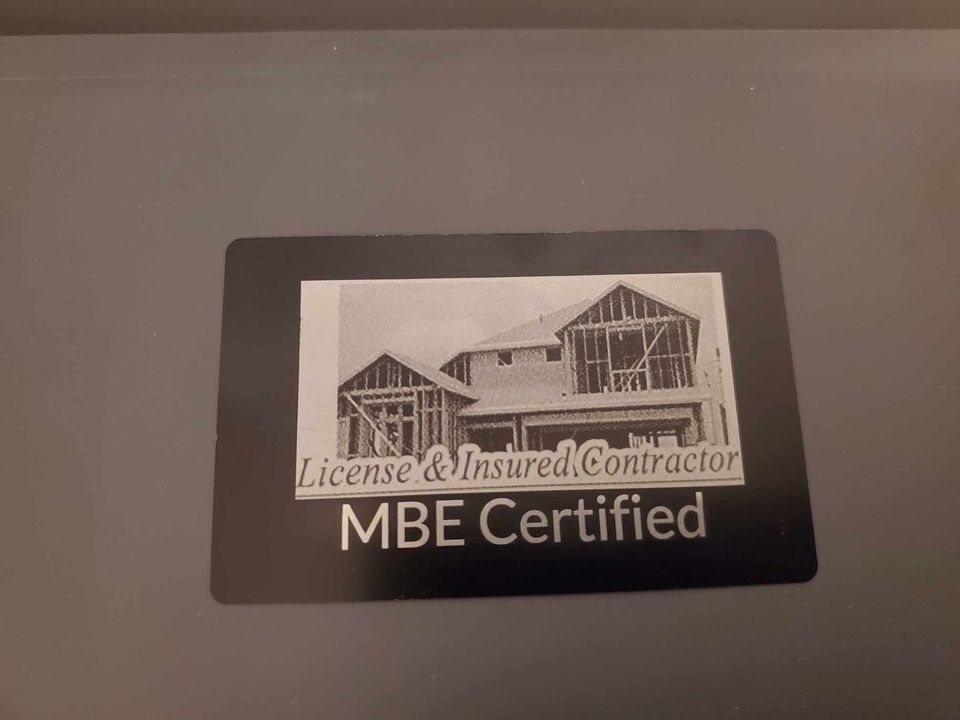 License & Insured Contractor
MBE Certified